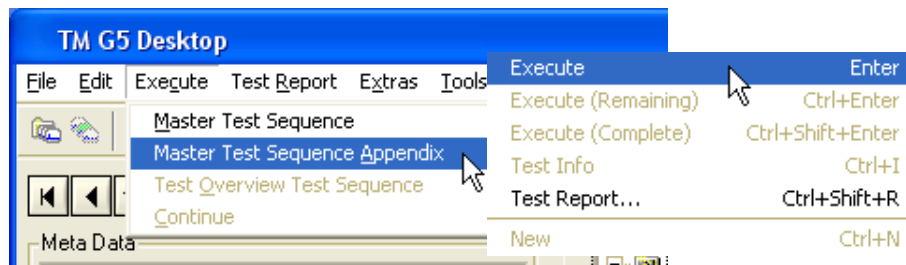 TM G5 Desktop
File Edit Execute Test Report Extras Tools
Master Test Sequence
Master Test Sequence Appendix
Test Overview Test Sequence
Continue
Meta Data
Execute Enter
Execute (Remaining) Ctrl+Enter
Execute (Complete) Ctrl+Shift+Enter
Test Info Ctrl+I
Test Report... Ctrl+Shift+R
New Ctrl+N